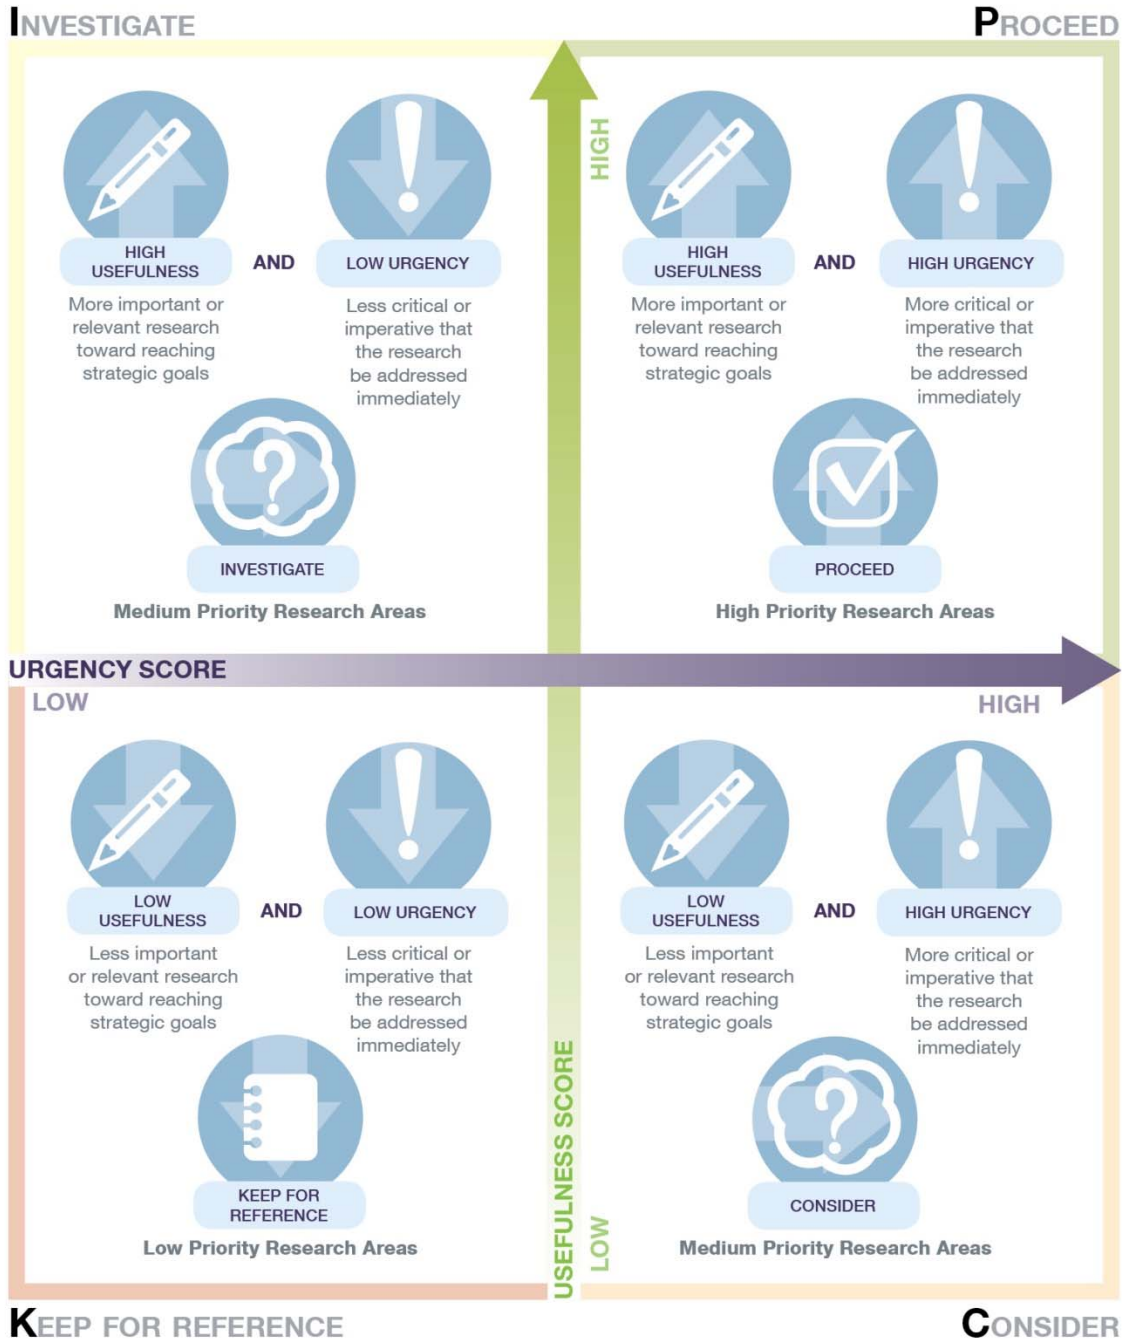 INVESTIGATE
PROCEED
HIGH
HIGH
USEFULNESS
AND
LOW URGENCY
More important or
relevant research
toward reaching
strategic goals
Less critical or
imperative that
the research
be addressed
immediately
INVESTIGATE
Medium Priority Research Areas
HIGH
USEFULNESS
AND
HIGH URGENCY
More important or
relevant research
toward reaching
strategic goals
More critical or
imperative that
the research
be addressed
immediately
PROCEED
High Priority Research Areas
URGENCY SCORE
LOW
HIGH
LOW
USEFULNESS
AND
LOW URGENCY
Less important
or relevant research
toward reaching
strategic goals
Less critical or
imperative that
the research
be addressed
immediately
KEEP FOR
REFERENCE
Low Priority Research Areas
USEFULNESS SCORE
LOW
LOW
USEFULNESS
AND
HIGH URGENCY
Less important
or relevant research
toward reaching
strategic goals
More critical or
imperative that
the research
be addressed
immediately
CONSIDER
Medium Priority Research Areas
KEEP FOR REFERENCE
CONSIDER